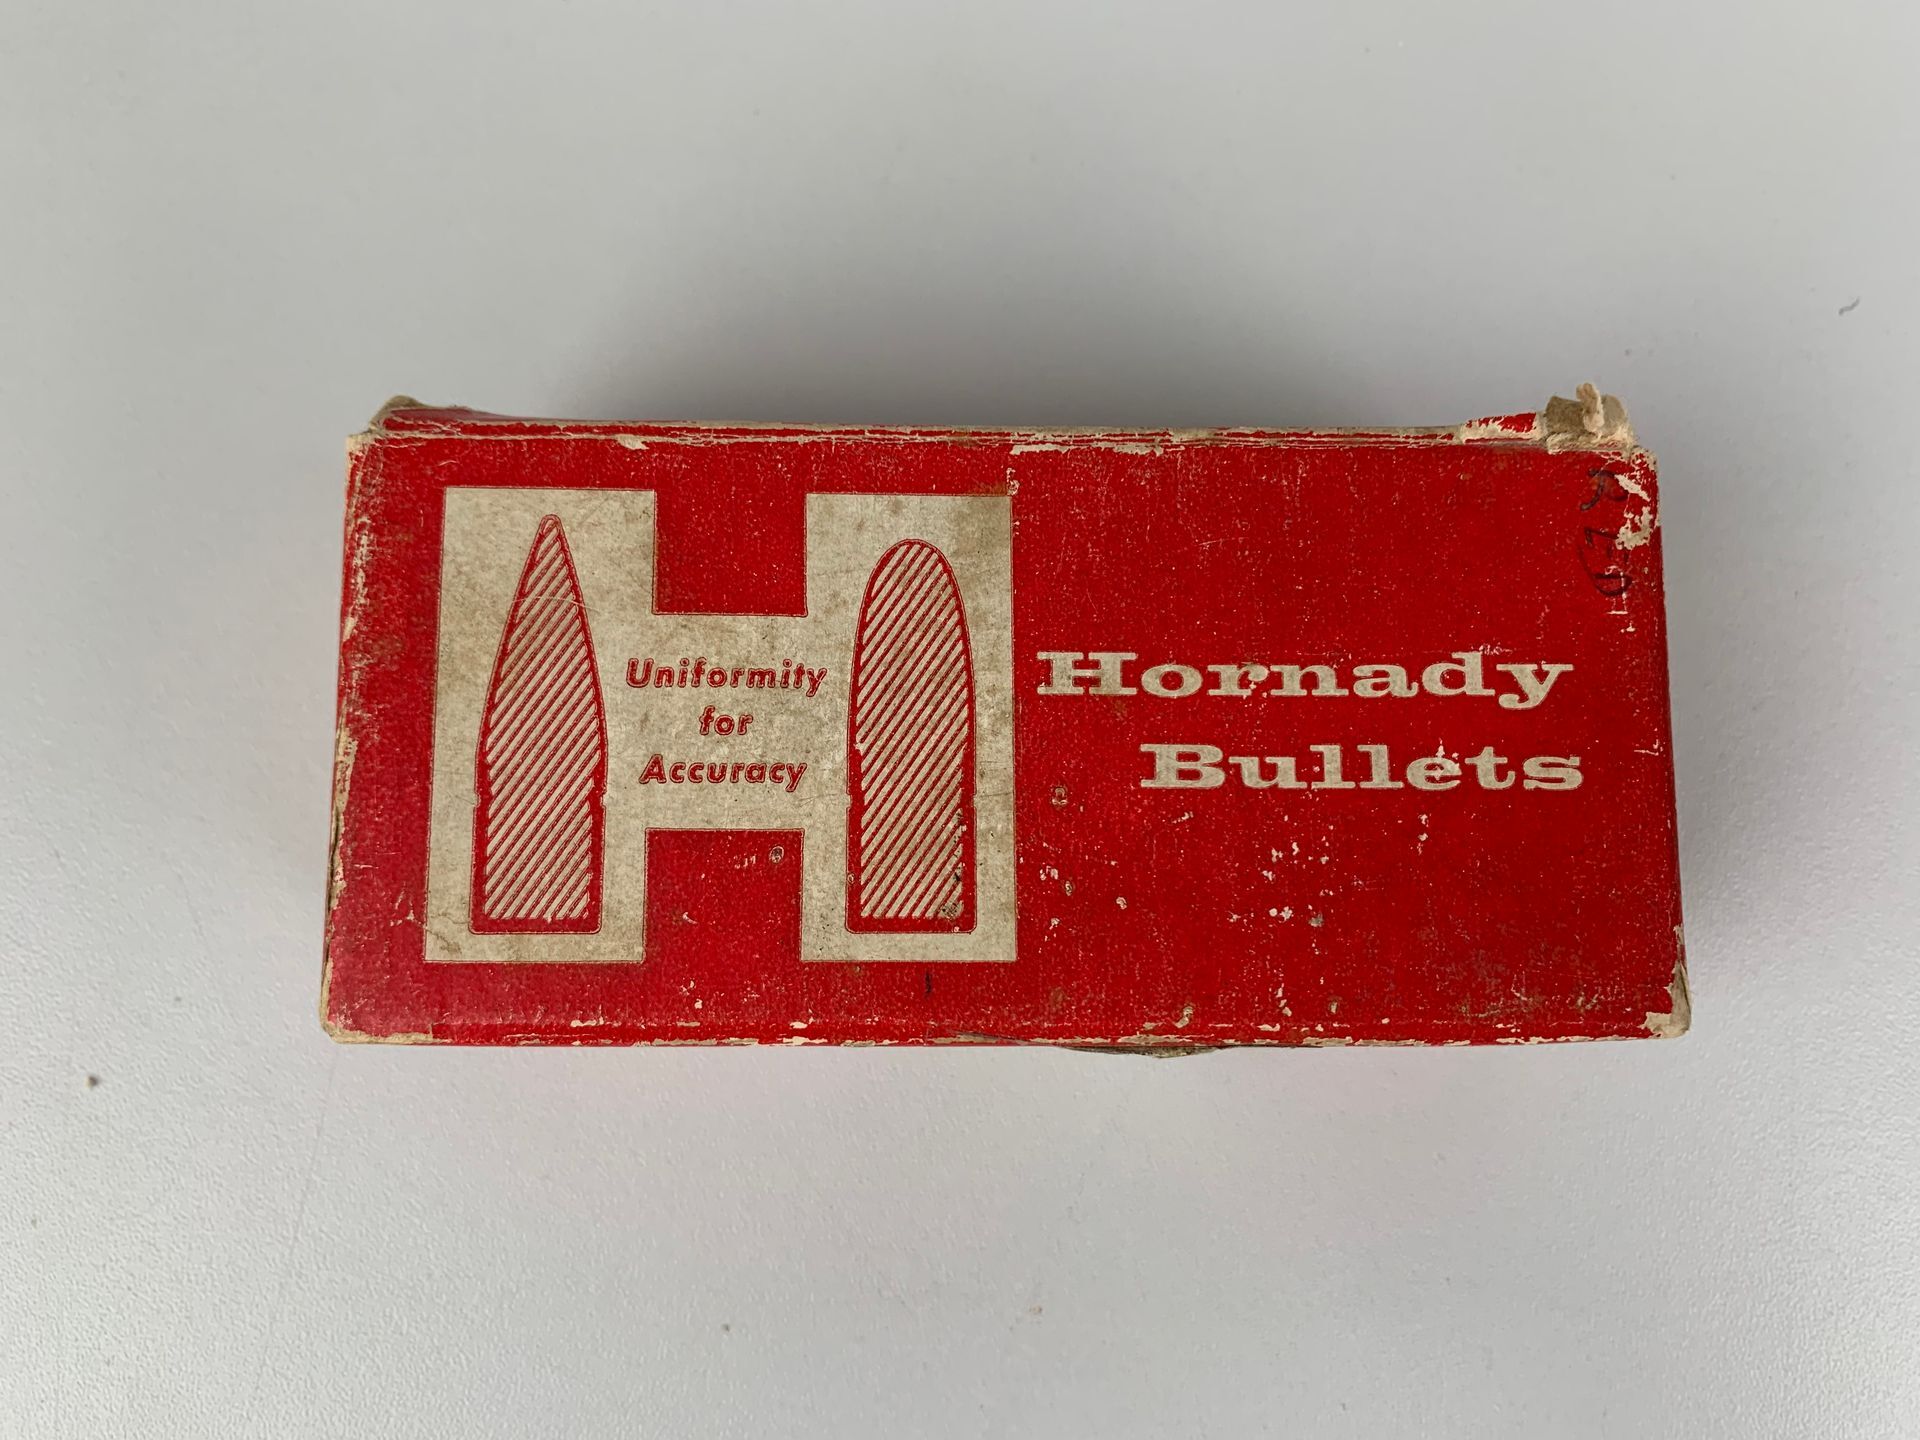 Uniformity
for
Accuracy
Hornady
Bullets